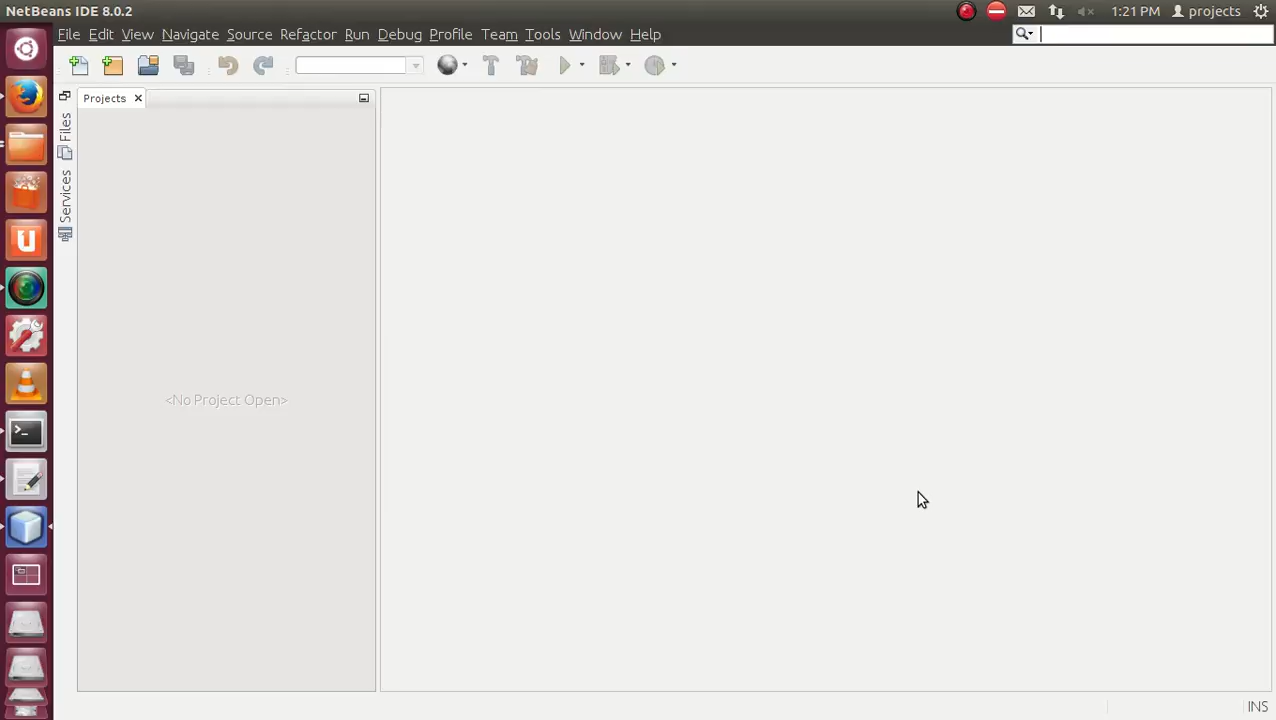 NetBeans IDE 8.0.2
1:21 PM
projects
File Edit View Navigate Source Refactor Run Debug Profile Team Tools Window Help
Projects
Files
Services
<No Project Open>
INS